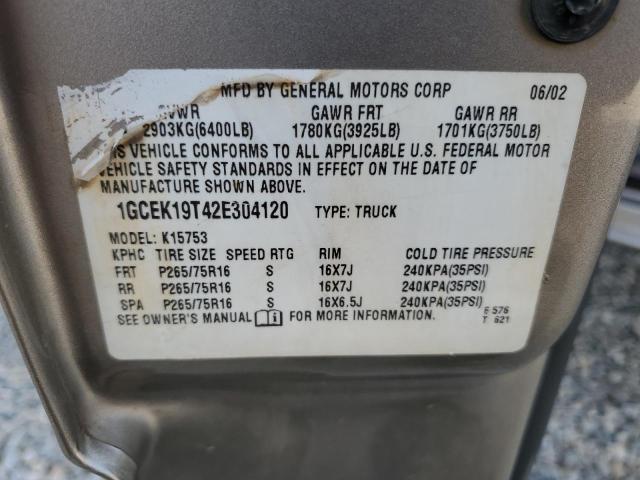 MFD BY GENERAL MOTORS CORP 06/02
GVWR GAWR FRT GAWR RR
2903KG(6400LB) 1780KG(3925LB) 1701KG(3750LB)
THIS VEHICLE CONFORMS TO ALL APPLICABLE U.S. FEDERAL MOTOR
VEHICLE SAFETY STANDARDS IN EFFECT ON THE DATE OF
MANUFACTURE SHOWN ABOVE.
1GCEK19T42E304120 TYPE: TRUCK
MODEL: K15753
KPHC TIRE SIZE SPEED RTG RIM COLD TIRE PRESSURE
FRT P265/75R16 S 16X7J 240KPA(35PSI)
RR P265/75R16 S 16X7J 240KPA(35PSI)
SPA P265/75R16 S 16X6.5J 240KPA(35PSI)
SEE OWNER'S MANUAL FOR MORE INFORMATION.
T 621